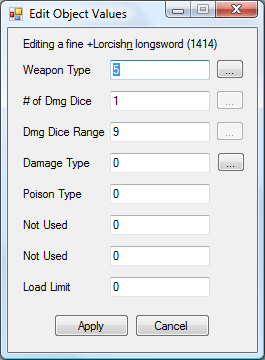 Edit Object Values
Editing a fine +Lorcishn longsword (1414)
Weapon Type 5 ...
# of Dmg Dice 1 ...
Dmg Dice Range 9 ...
Damage Type 0 ...
Poison Type 0
Not Used 0
Not Used 0
Load Limit 0
Apply Cancel